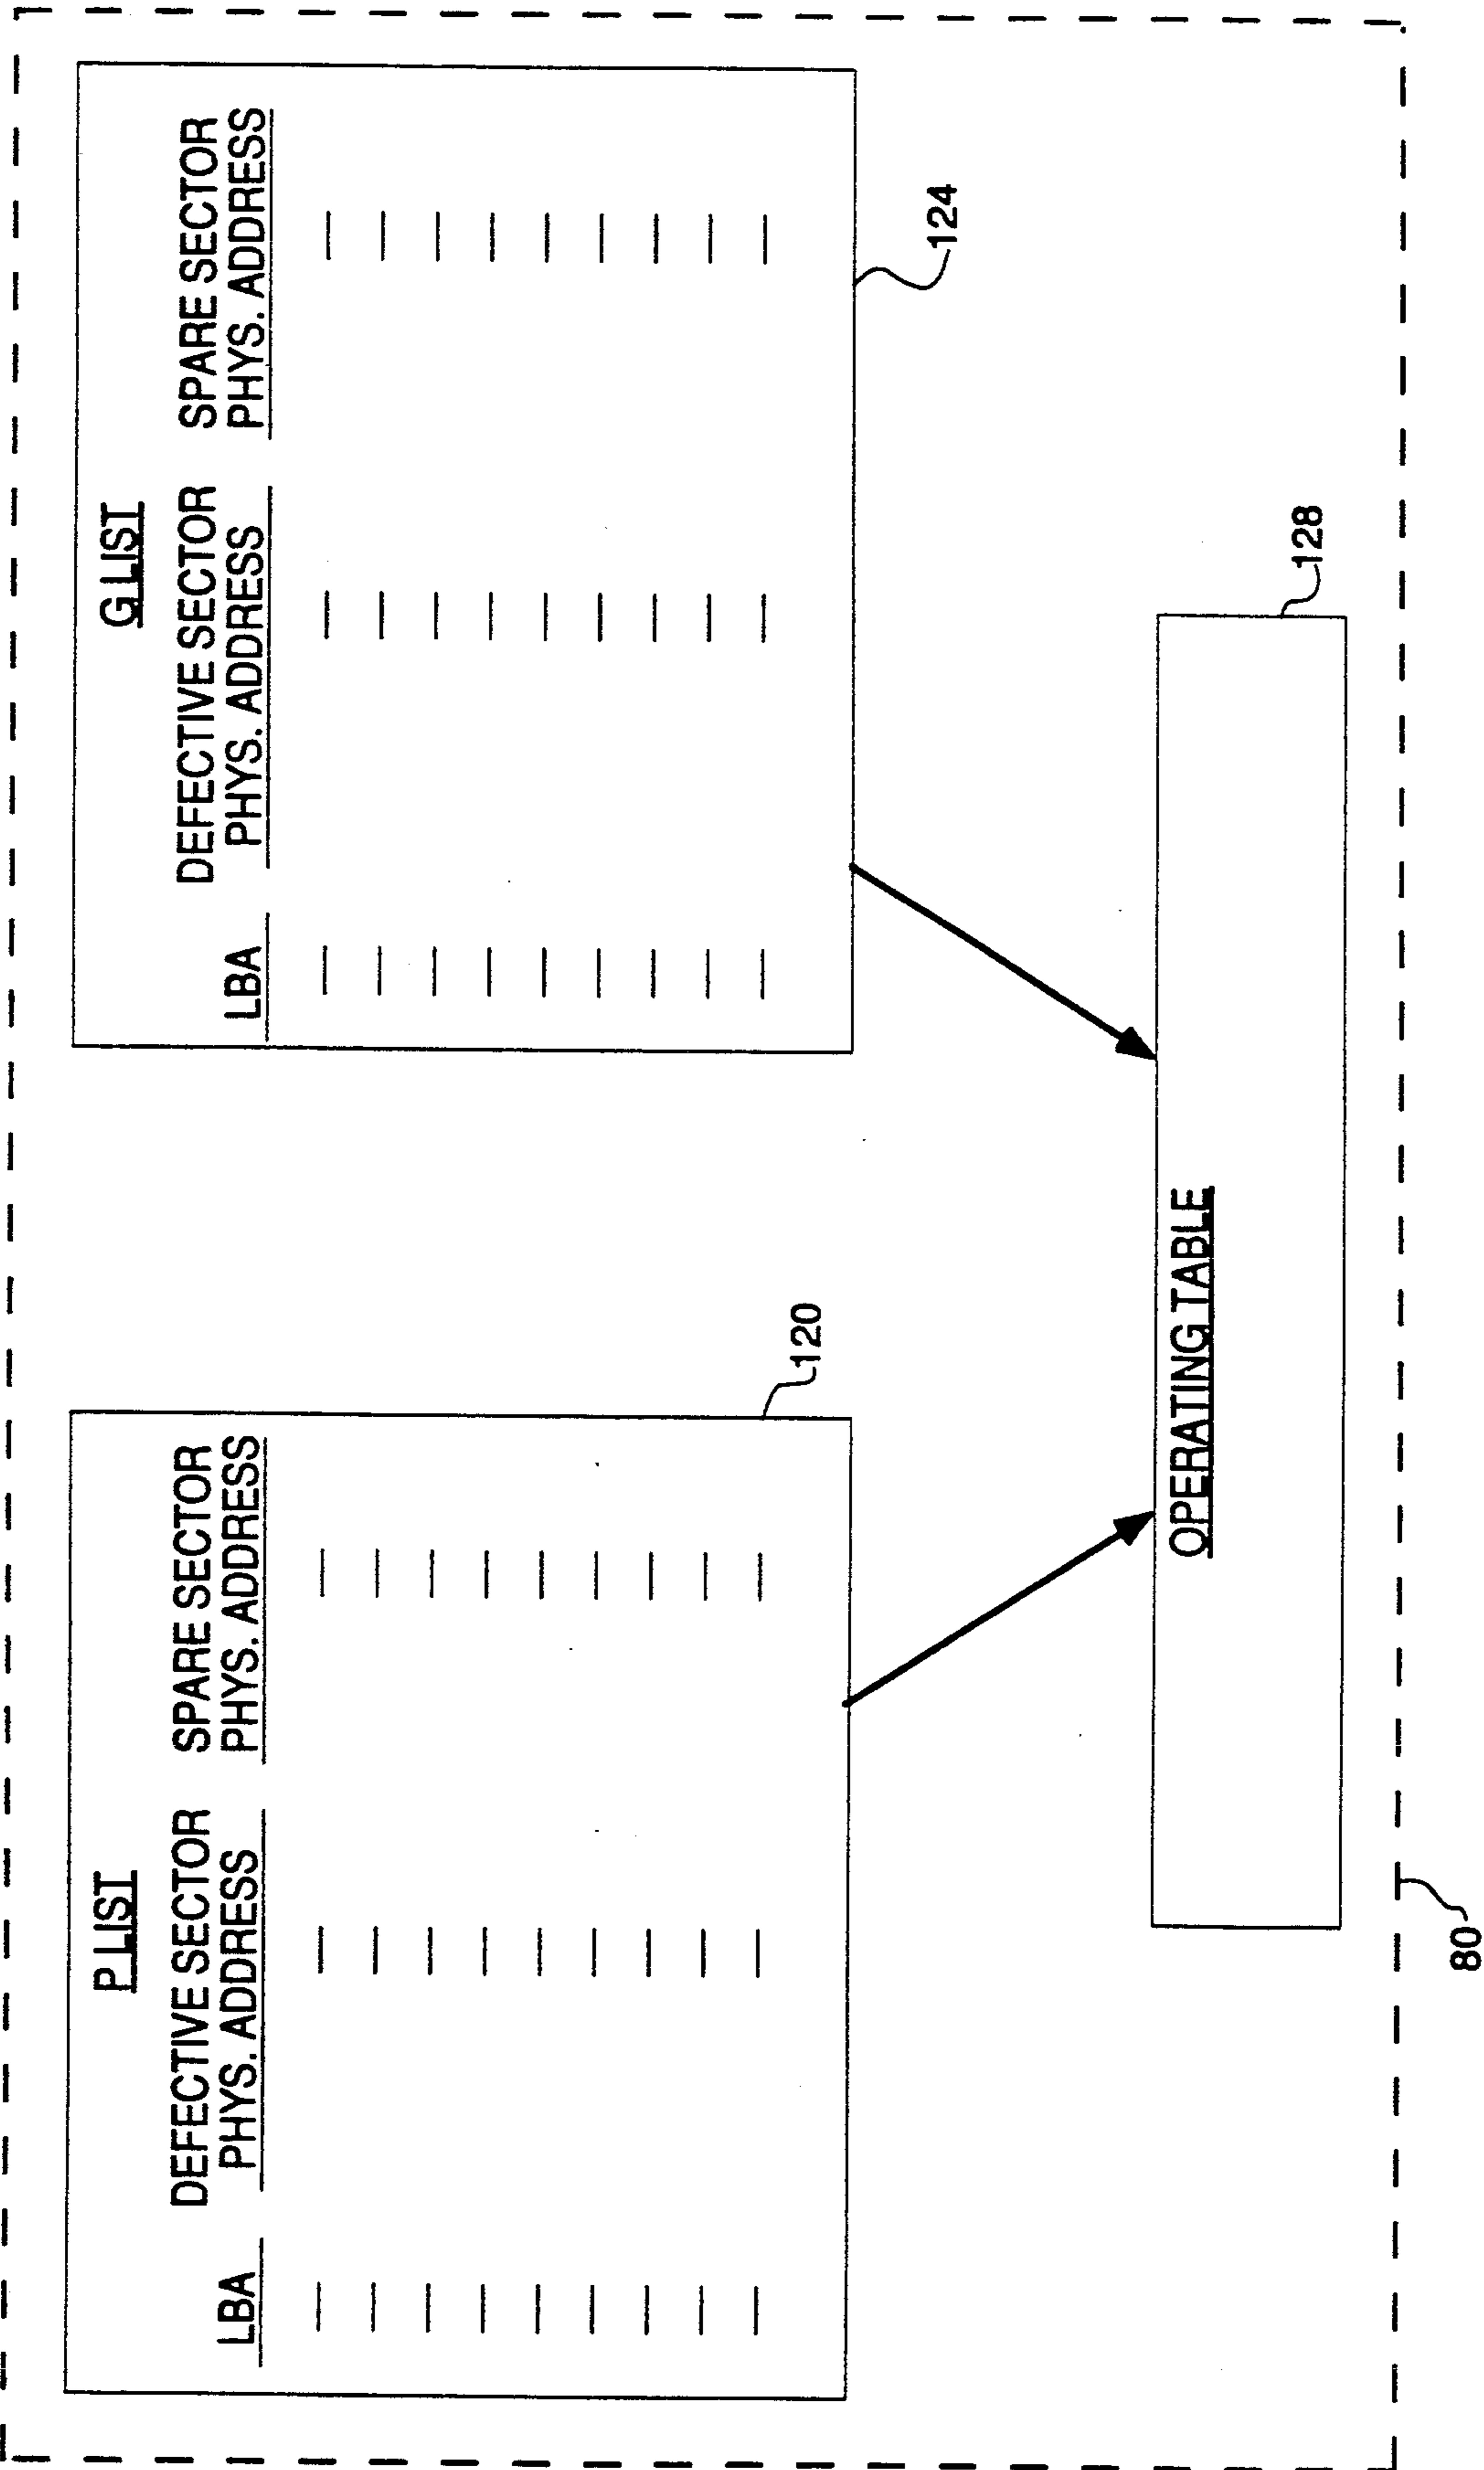 P LIST
LBA
DEFECTIVE SECTOR
PHYS. ADDRESS
SPARE SECTOR
PHYS. ADDRESS
120
G LIST
LBA
DEFECTIVE SECTOR
PHYS. ADDRESS
SPARE SECTOR
PHYS. ADDRESS
124
OPERATING TABLE
128
80